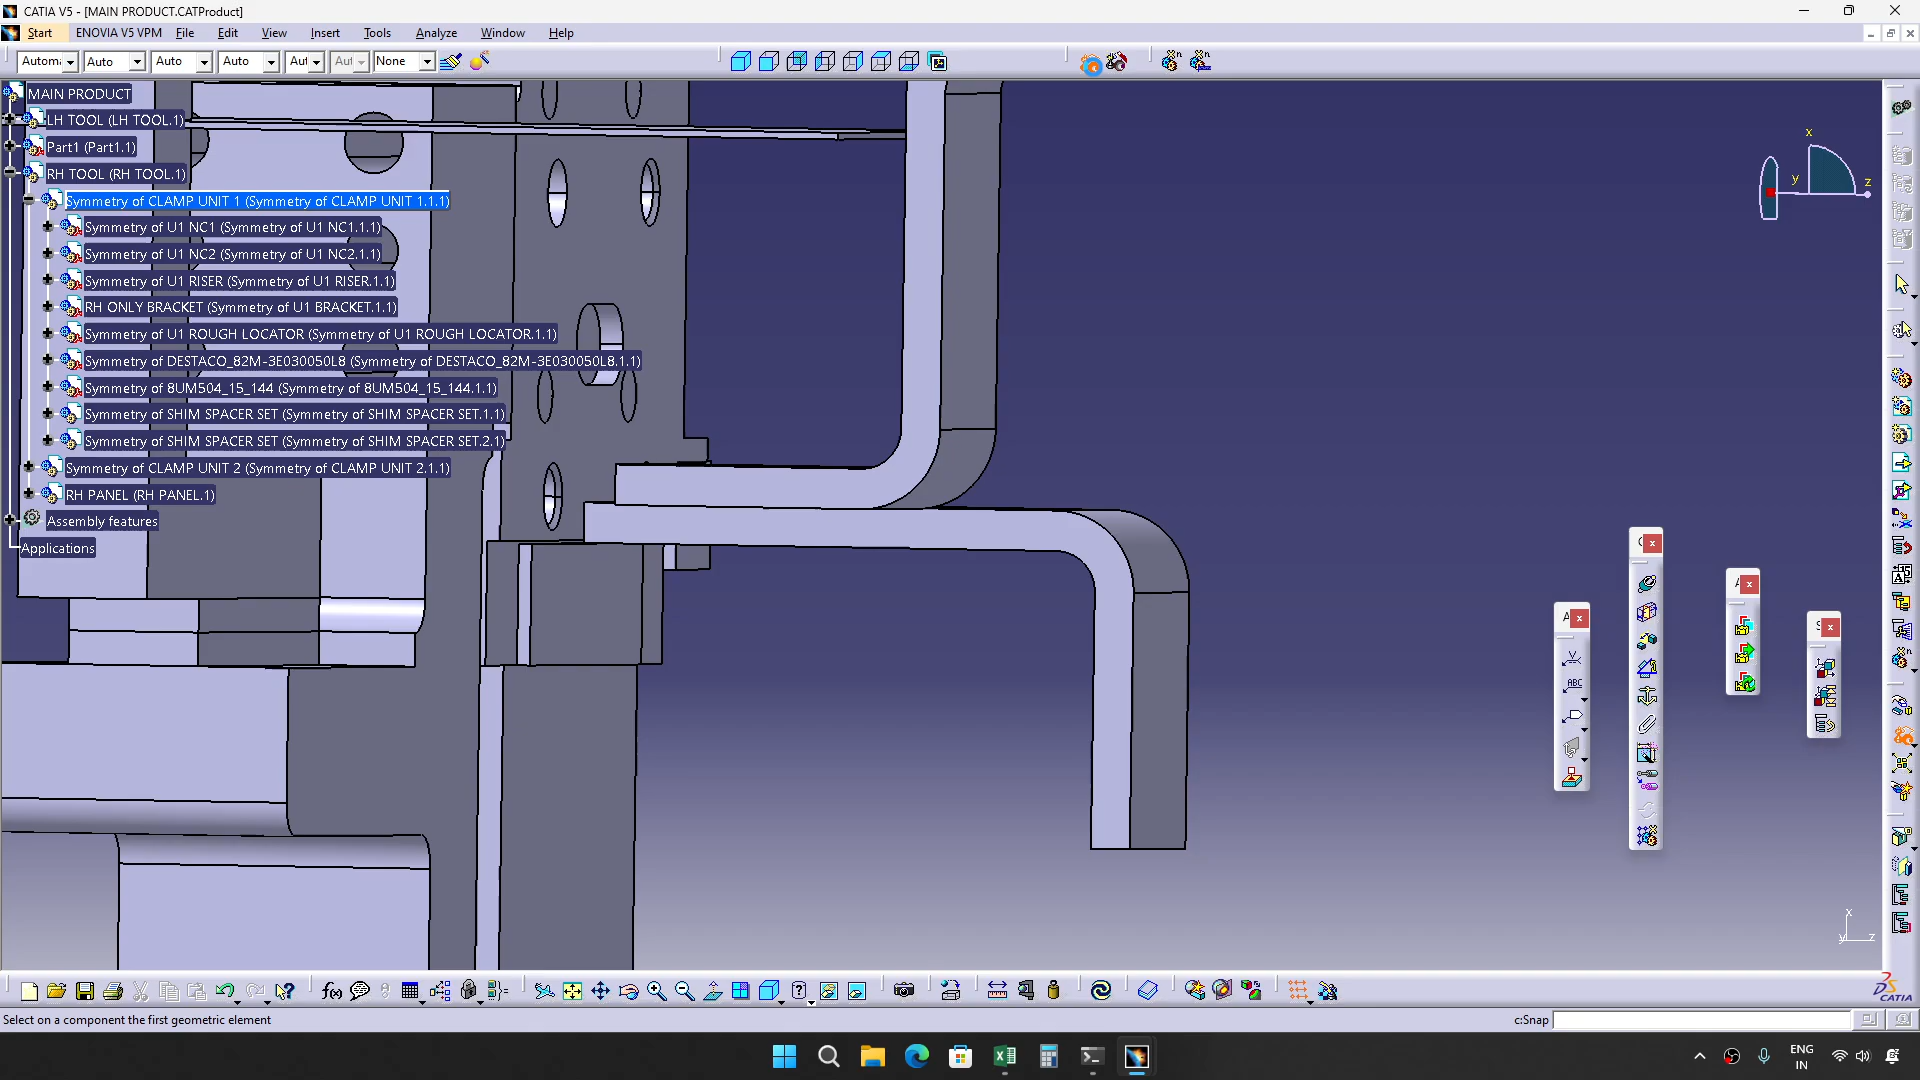 CATIA V5 - [MAIN PRODUCT.CATProduct]
Start ENOVIA V5 VPM File Edit View Insert Tools Analyze Window Help
Auto Auto Auto None
MAIN PRODUCT
LH TOOL (LH TOOL.1)
Part1 (Part1.1)
RH TOOL (RH TOOL.1)
Symmetry of CLAMP UNIT 1 (Symmetry of CLAMP UNIT 1.1.1)
Symmetry of U1 NC1 (Symmetry of U1 NC1.1.1)
Symmetry of U1 NC2 (Symmetry of U1 NC2.1.1)
Symmetry of U1 RISER (Symmetry of U1 RISER.1.1)
RH ONLY BRACKET (Symmetry of U1 BRACKET.1.1)
Symmetry of U1 ROUGH LOCATOR (Symmetry of U1 ROUGH LOCATOR.1.1)
Symmetry of DESTACO_82M-3E030050L8 (Symmetry of DESTACO_82M-3E030050L8.1.1)
Symmetry of 8UM504_15_144 (Symmetry of 8UM504_15_144.1.1)
Symmetry of SHIM SPACER SET (Symmetry of SHIM SPACER SET.1.1)
Symmetry of SHIM SPACER SET (Symmetry of SHIM SPACER SET.2.1)
Symmetry of CLAMP UNIT 2 (Symmetry of CLAMP UNIT 2.1.1)
RH PANEL (RH PANEL.1)
Assembly features
Applications
x
y
z
ABC
x
y z
f(x)
CATIA
Select on a component the first geometric element
c:Snap
ENG
IN